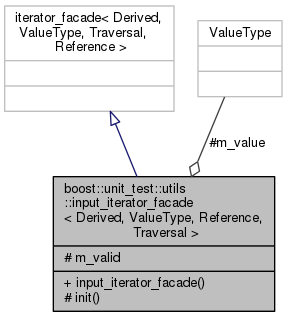 iterator_facade< Derived,
ValueType, Traversal,
Reference >
ValueType
#m_value
boost::unit_test::utils
::input_iterator_facade
< Derived, ValueType, Reference,
Traversal >
# m_valid
+ input_iterator_facade()
# init()